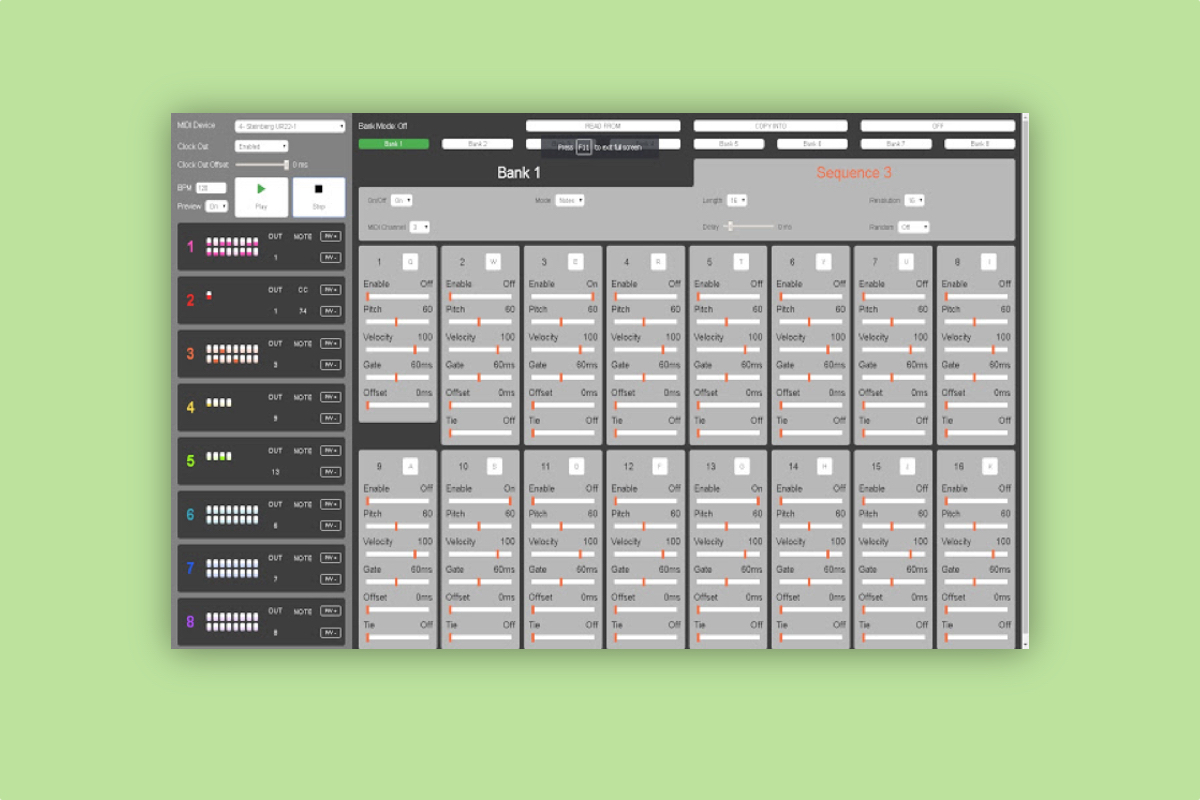 MIDI Device 4- Steinberg UR22-1
Clock Out Enabled
Clock Out Offset 0 ms
BPM 120
Preview On
Play Stop
1 OUT NOTE INV +
1 INV -
2 OUT CC INV +
1 74 INV -
3 OUT NOTE INV +
3 INV -
4 OUT NOTE INV +
9 INV -
5 OUT NOTE INV +
13 INV -
6 OUT NOTE INV +
6 INV -
7 OUT NOTE INV +
7 INV -
8 OUT NOTE INV +
8 INV -
Bank Mode: Off READ FROM COPY INTO OFF
Bank 1 Bank 2 Bank 5 Bank 6 Bank 7 Bank 8
Press F11 to exit full screen
Bank 1 Sequence 3
On/Off On Mode Notes Length 16 Resolution 16
MIDI Channel 3 Delay 0 ms Random Off
1 Q 2 W 3 E 4 R 5 T 6 Y 7 U 8 I
Enable Off Enable Off Enable On Enable Off Enable Off Enable Off Enable Off Enable Off
Pitch 60 Pitch 60 Pitch 60 Pitch 60 Pitch 60 Pitch 60 Pitch 60 Pitch 60
Velocity 100 Velocity 100 Velocity 100 Velocity 100 Velocity 100 Velocity 100 Velocity 100 Velocity 100
Gate 60ms Gate 60ms Gate 60ms Gate 60ms Gate 60ms Gate 60ms Gate 60ms Gate 60ms
Offset 0ms Offset 0ms Offset 0ms Offset 0ms Offset 0ms Offset 0ms Offset 0ms Offset 0ms
Tie Off Tie Off Tie Off Tie Off Tie Off Tie Off Tie Off
9 A 10 S 11 D 12 F 13 G 14 H 15 J 16 K
Enable Off Enable On Enable Off Enable Off Enable On Enable Off Enable Off Enable Off
Pitch 60 Pitch 60 Pitch 60 Pitch 60 Pitch 60 Pitch 60 Pitch 60 Pitch 60
Velocity 100 Velocity 100 Velocity 100 Velocity 100 Velocity 100 Velocity 100 Velocity 100 Velocity 100
Gate 60ms Gate 60ms Gate 60ms Gate 60ms Gate 60ms Gate 60ms Gate 60ms Gate 60ms
Offset 0ms Offset 0ms Offset 0ms Offset 0ms Offset 0ms Offset 0ms Offset 0ms Offset 0ms
Tie Off Tie Off Tie Off Tie Off Tie Off Tie Off Tie Off Tie Off